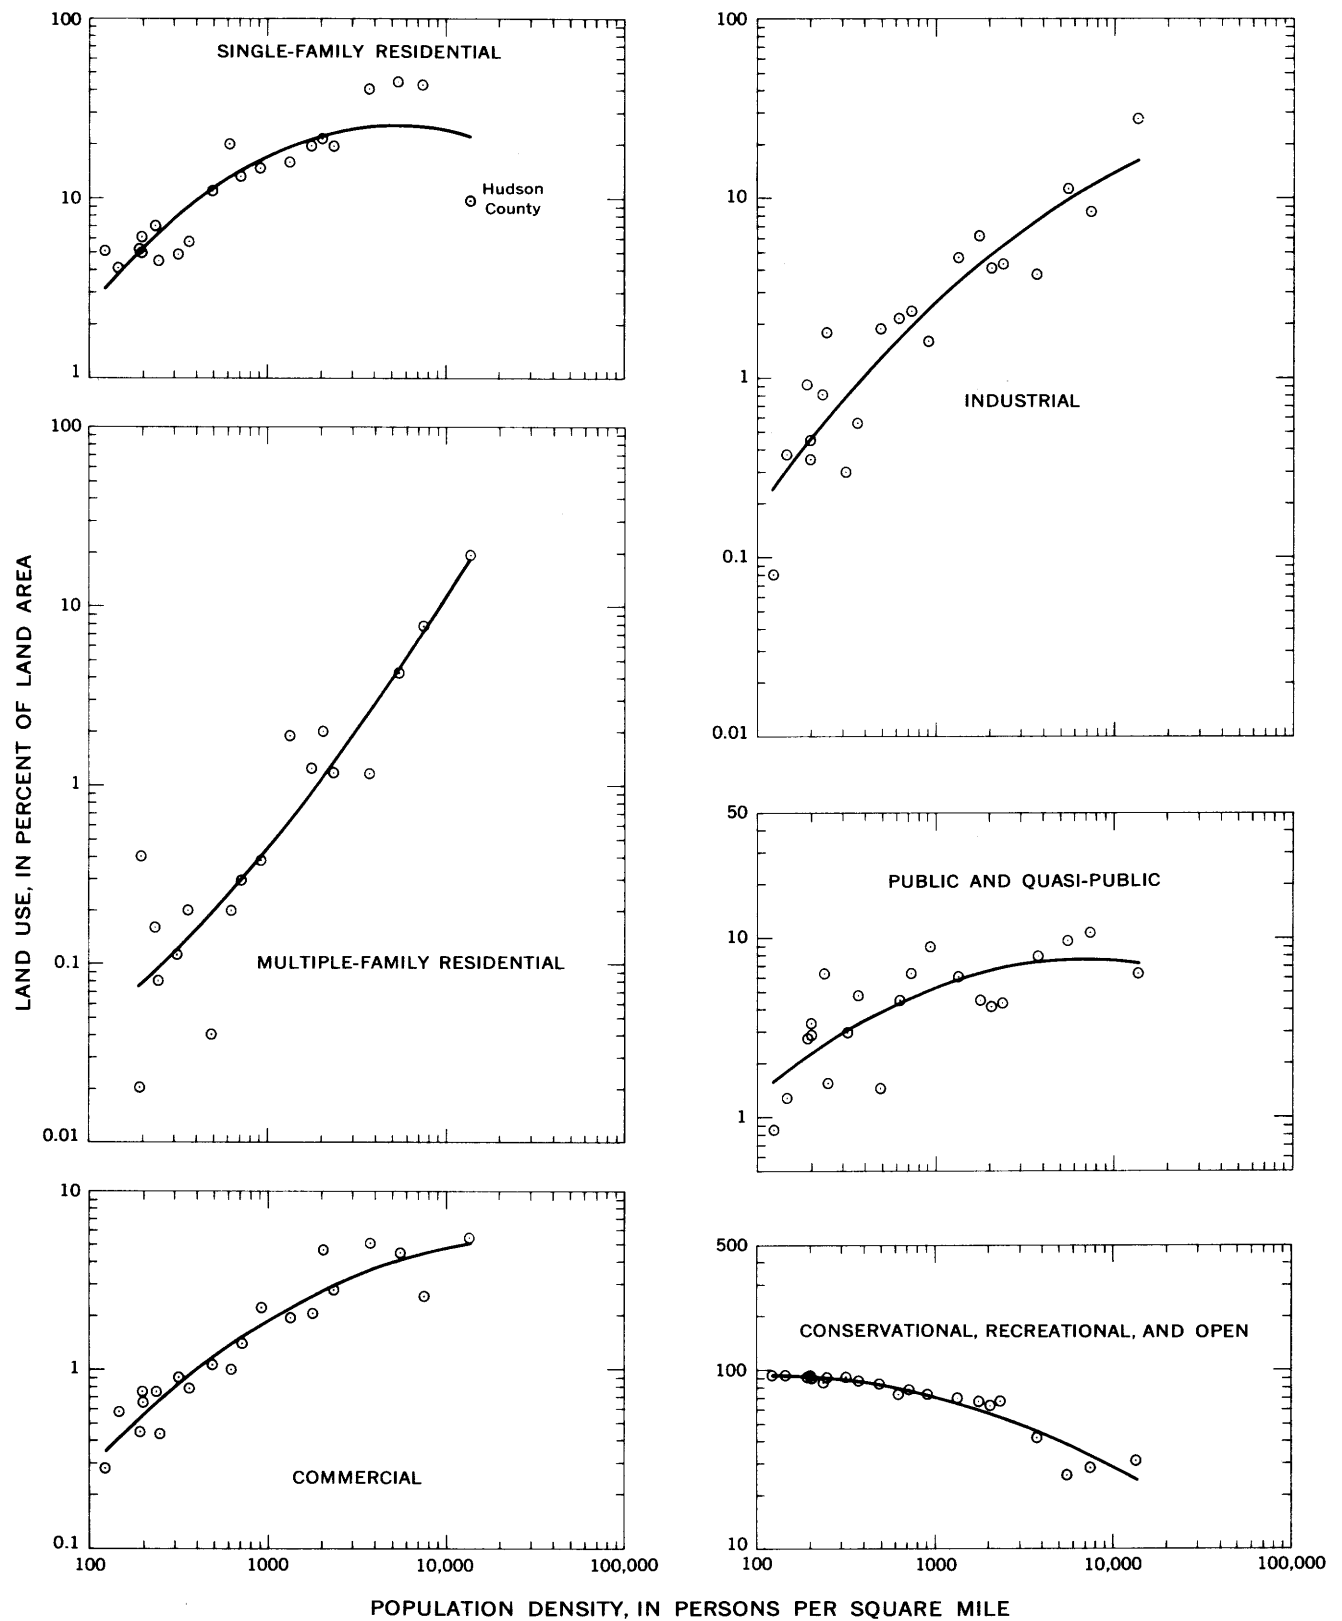 LAND USE, IN PERCENT OF LAND AREA
100
SINGLE-FAMILY RESIDENTIAL
10
Hudson
County
1
100
10
1
0.1
MULTIPLE-FAMILY RESIDENTIAL
0.01
10
1
COMMERCIAL
0.1
100
1000
10,000
100
10
1
INDUSTRIAL
0.1
0.01
50
PUBLIC AND QUASI-PUBLIC
10
1
500
CONSERVATIONAL, RECREATIONAL, AND OPEN
100
10
100
1000
10,000
100,000
POPULATION DENSITY, IN PERSONS PER SQUARE MILE